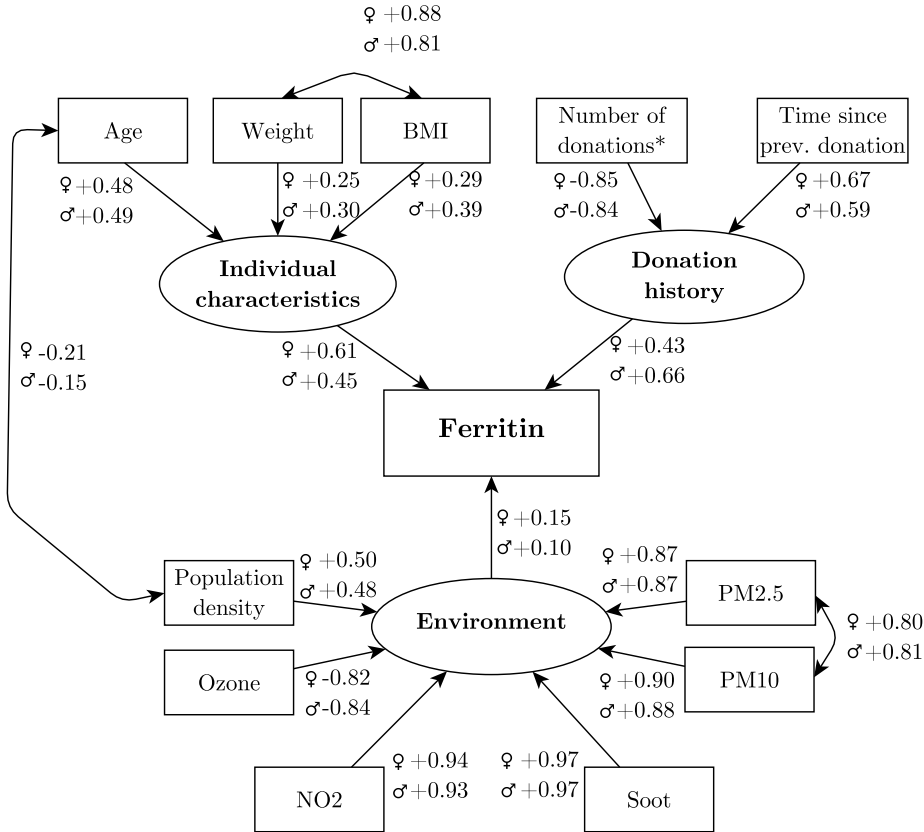 ♀ +0.88
♂ +0.81
Age
Weight
BMI
Number of
donations*
Time since
prev. donation
♀ +0.48
♂ +0.49
♀ +0.25
♂ +0.30
♀ +0.29
♂ +0.39
♀ -0.85
♂ -0.84
♀ +0.67
♂ +0.59
Individual
characteristics
Donation
history
♀ -0.21
♂ -0.15
♀ +0.61
♂ +0.45
♀ +0.43
♂ +0.66
Ferritin
♀ +0.15
♂ +0.10
Population
density
♀ +0.50
♂ +0.48
Environment
♀ +0.87
♂ +0.87
PM2.5
♀ +0.80
♂ +0.81
Ozone
♀ -0.82
♂ -0.84
♀ +0.90
♂ +0.88
PM10
NO2
♀ +0.94
♂ +0.93
♀ +0.97
♂ +0.97
Soot